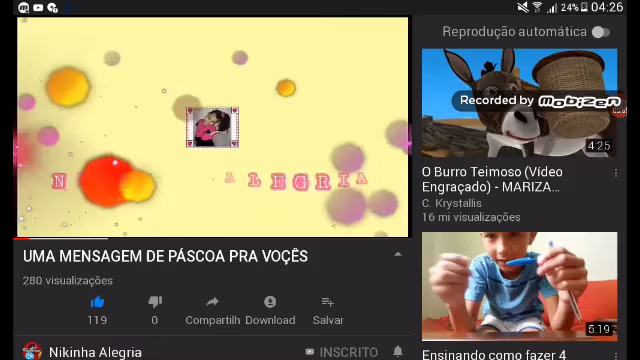 24% 04:26
Reprodução automática
Recorded by MOBIZEN
4:25
N ALEGRIA
O Burro Teimoso (Vídeo
Engraçado) - MARIZA...
C. Krystallis
16 mi visualizações
UMA MENSAGEM DE PÁSCOA PRA VOÇÊS
280 visualizações
119
0
Compartilh
Download
Salvar
5:19
Nikinha Alegria
INSCRITO
Ensinando como fazer 4